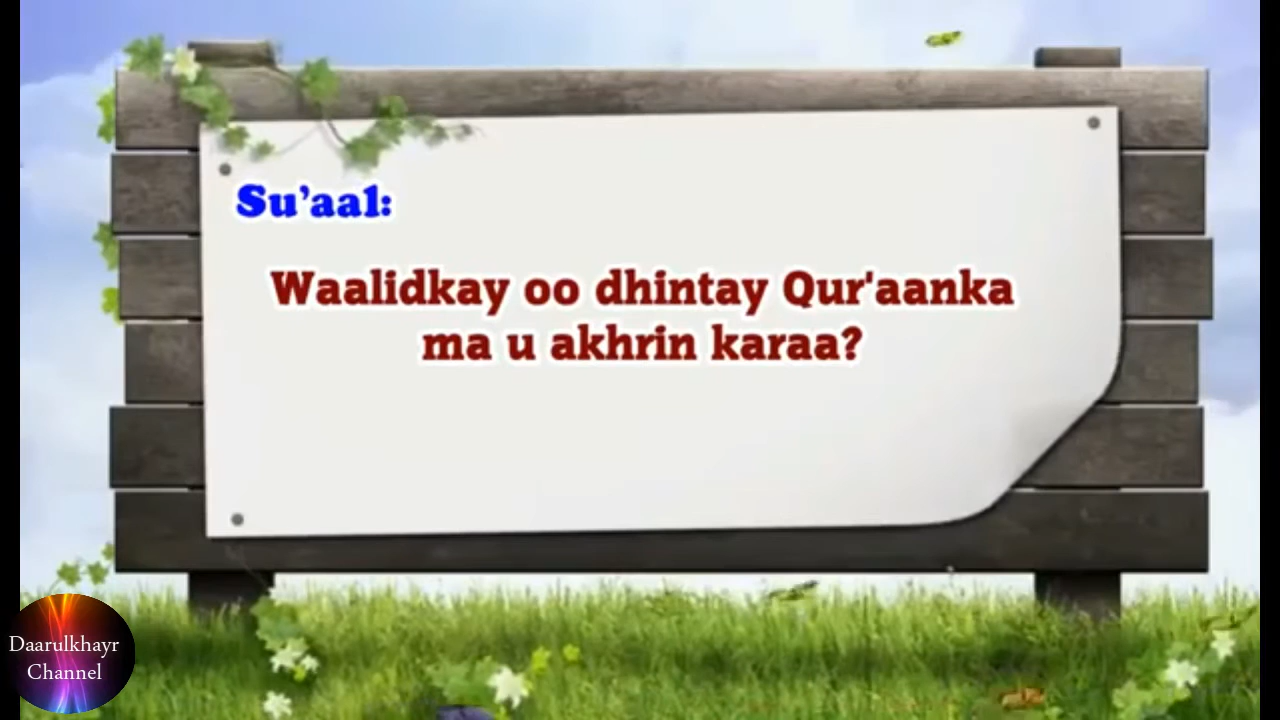 Su’aal:
Waalidkay oo dhintay Qur'aanka
ma u akhrin karaa?
Daarulkhayr
Channel